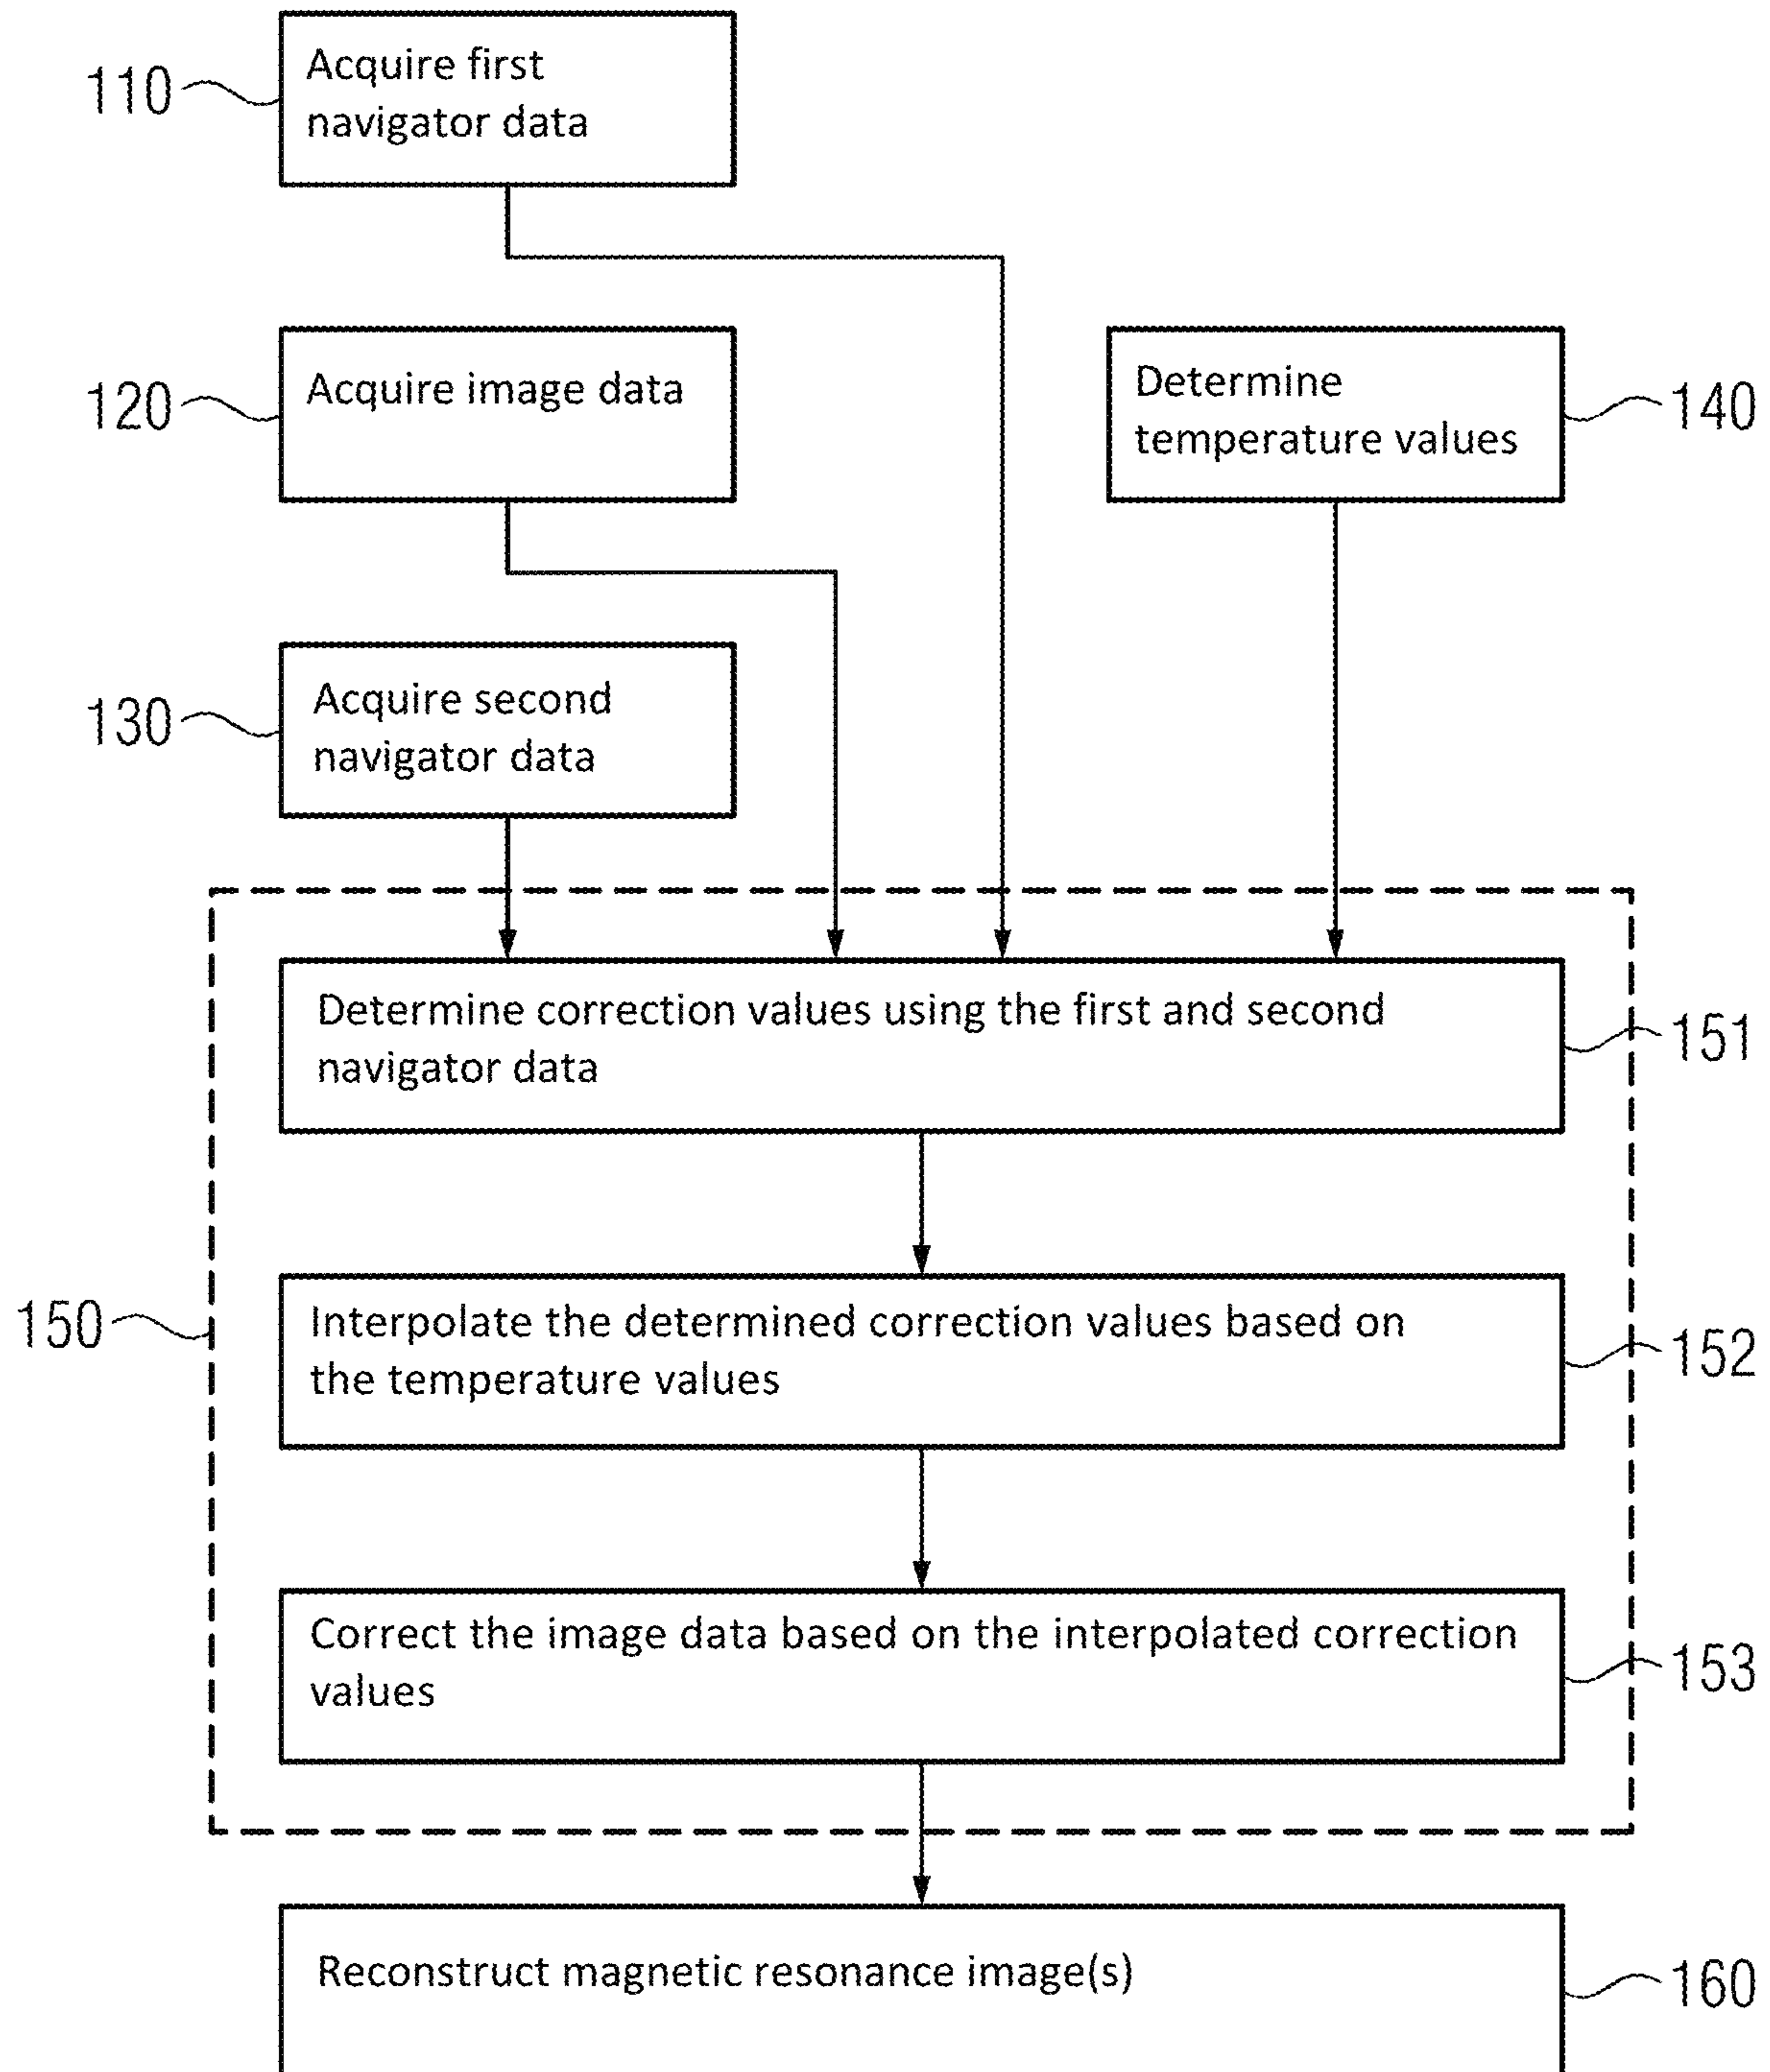 Acquire first
navigator data
110
Acquire image data
120
Determine
temperature values
140
Acquire second
navigator data
130
Determine correction values using the first and second
navigator data
151
Interpolate the determined correction values based on
the temperature values
150
152
Correct the image data based on the interpolated correction
values
153
Reconstruct magnetic resonance image(s)
160